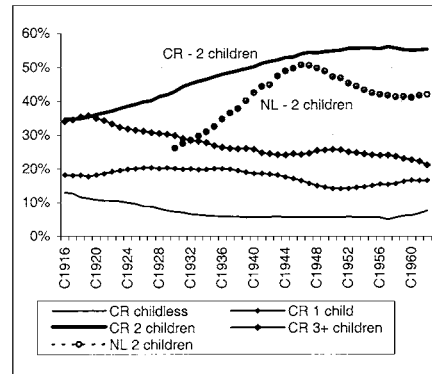 60%
50%
40%
30%
20%
10%
0%
CR - 2 children
NL - 2 children
C1916
C1920
C1924
C1928
C1932
C1936
C1940
C1944
C1948
C1952
C1956
C1960
CR childless
CR 1 child
CR 2 children
CR 3+ children
NL 2 children